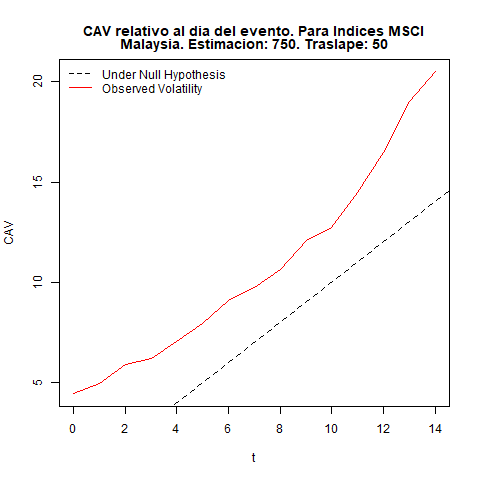 CAV relativo al dia del evento. Para Indices MSCI
Malaysia. Estimacion: 750. Traslape: 50
Under Null Hypothesis
Observed Volatility
CAV
20
15
10
5
0 2 4 6 8 10 12 14
t